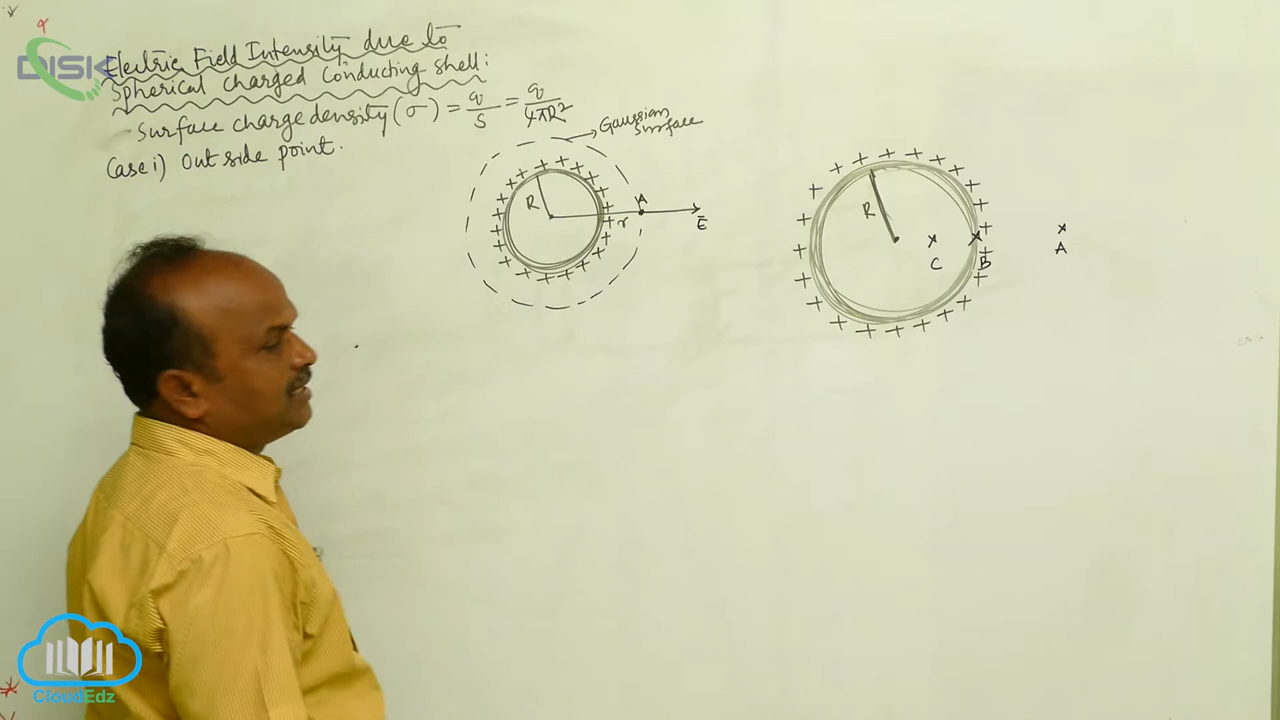 DISK
Electric Field Intensity due to
Spherical charged Conducting shell:
Surface charge density (σ) = q/S = q/4πR²
Case i) Out side point.
Gaussian
Surface
R
A
r
E̅
R
C
B
A
CloudEdz